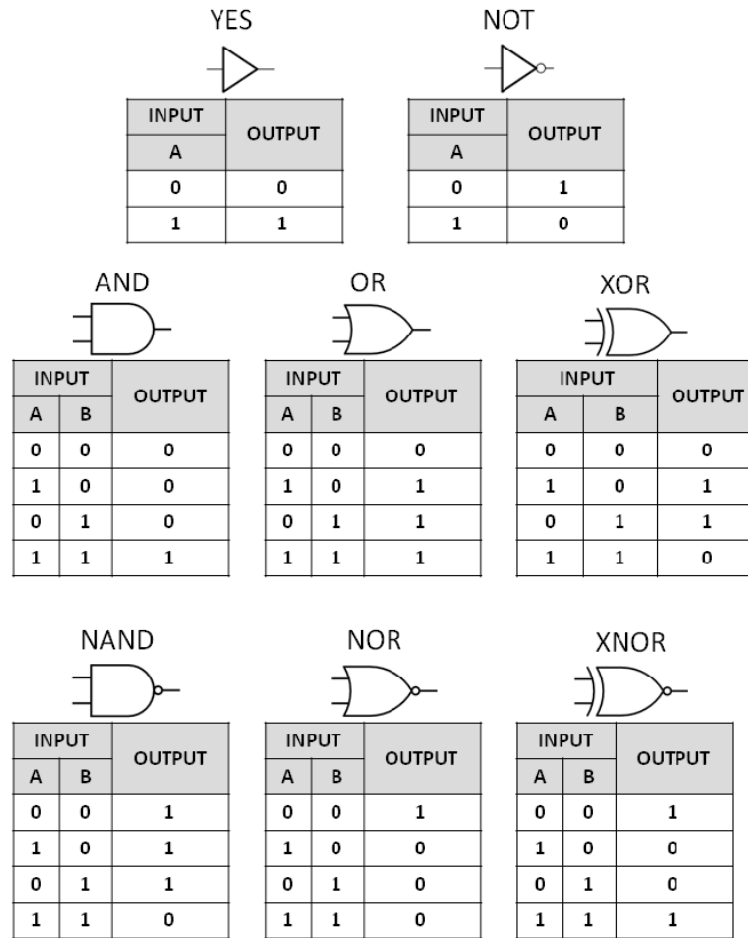 YES NOT
INPUT OUTPUT INPUT OUTPUT
A A
0 0 0 1
1 1 1 0
AND OR XOR
INPUT OUTPUT INPUT OUTPUT INPUT OUTPUT
A B A B A B
0 0 0 0 0 0 0 0 0
1 0 0 1 0 1 1 0 1
0 1 0 0 1 1 0 1 1
1 1 1 1 1 1 1 1 0
NAND NOR XNOR
INPUT OUTPUT INPUT OUTPUT INPUT OUTPUT
A B A B A B
0 0 1 0 0 1 0 0 1
1 0 1 1 0 0 1 0 0
0 1 1 0 1 0 0 1 0
1 1 0 1 1 0 1 1 1